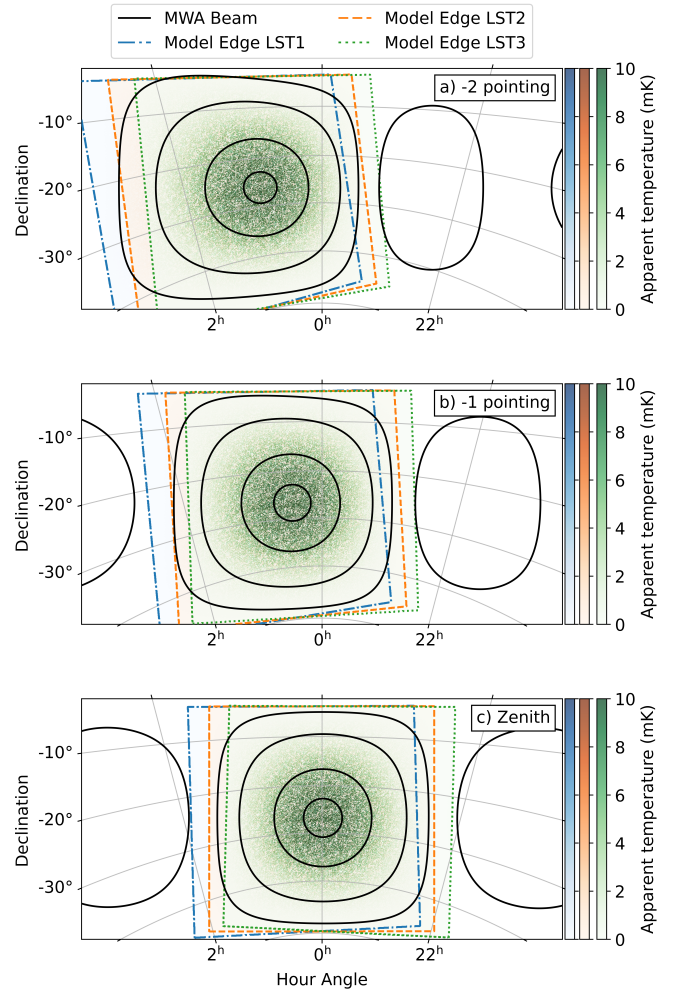 MWA Beam
Model Edge LST1
Model Edge LST2
Model Edge LST3
a) -2 pointing
-10°
-20°
-30°
Declination
2ʰ
0ʰ
22ʰ
10
8
6
4
2
0
Apparent temperature (mK)
b) -1 pointing
-10°
-20°
-30°
Declination
2ʰ
0ʰ
22ʰ
10
8
6
4
2
0
Apparent temperature (mK)
c) Zenith
-10°
-20°
-30°
Declination
2ʰ
0ʰ
22ʰ
Hour Angle
10
8
6
4
2
0
Apparent temperature (mK)